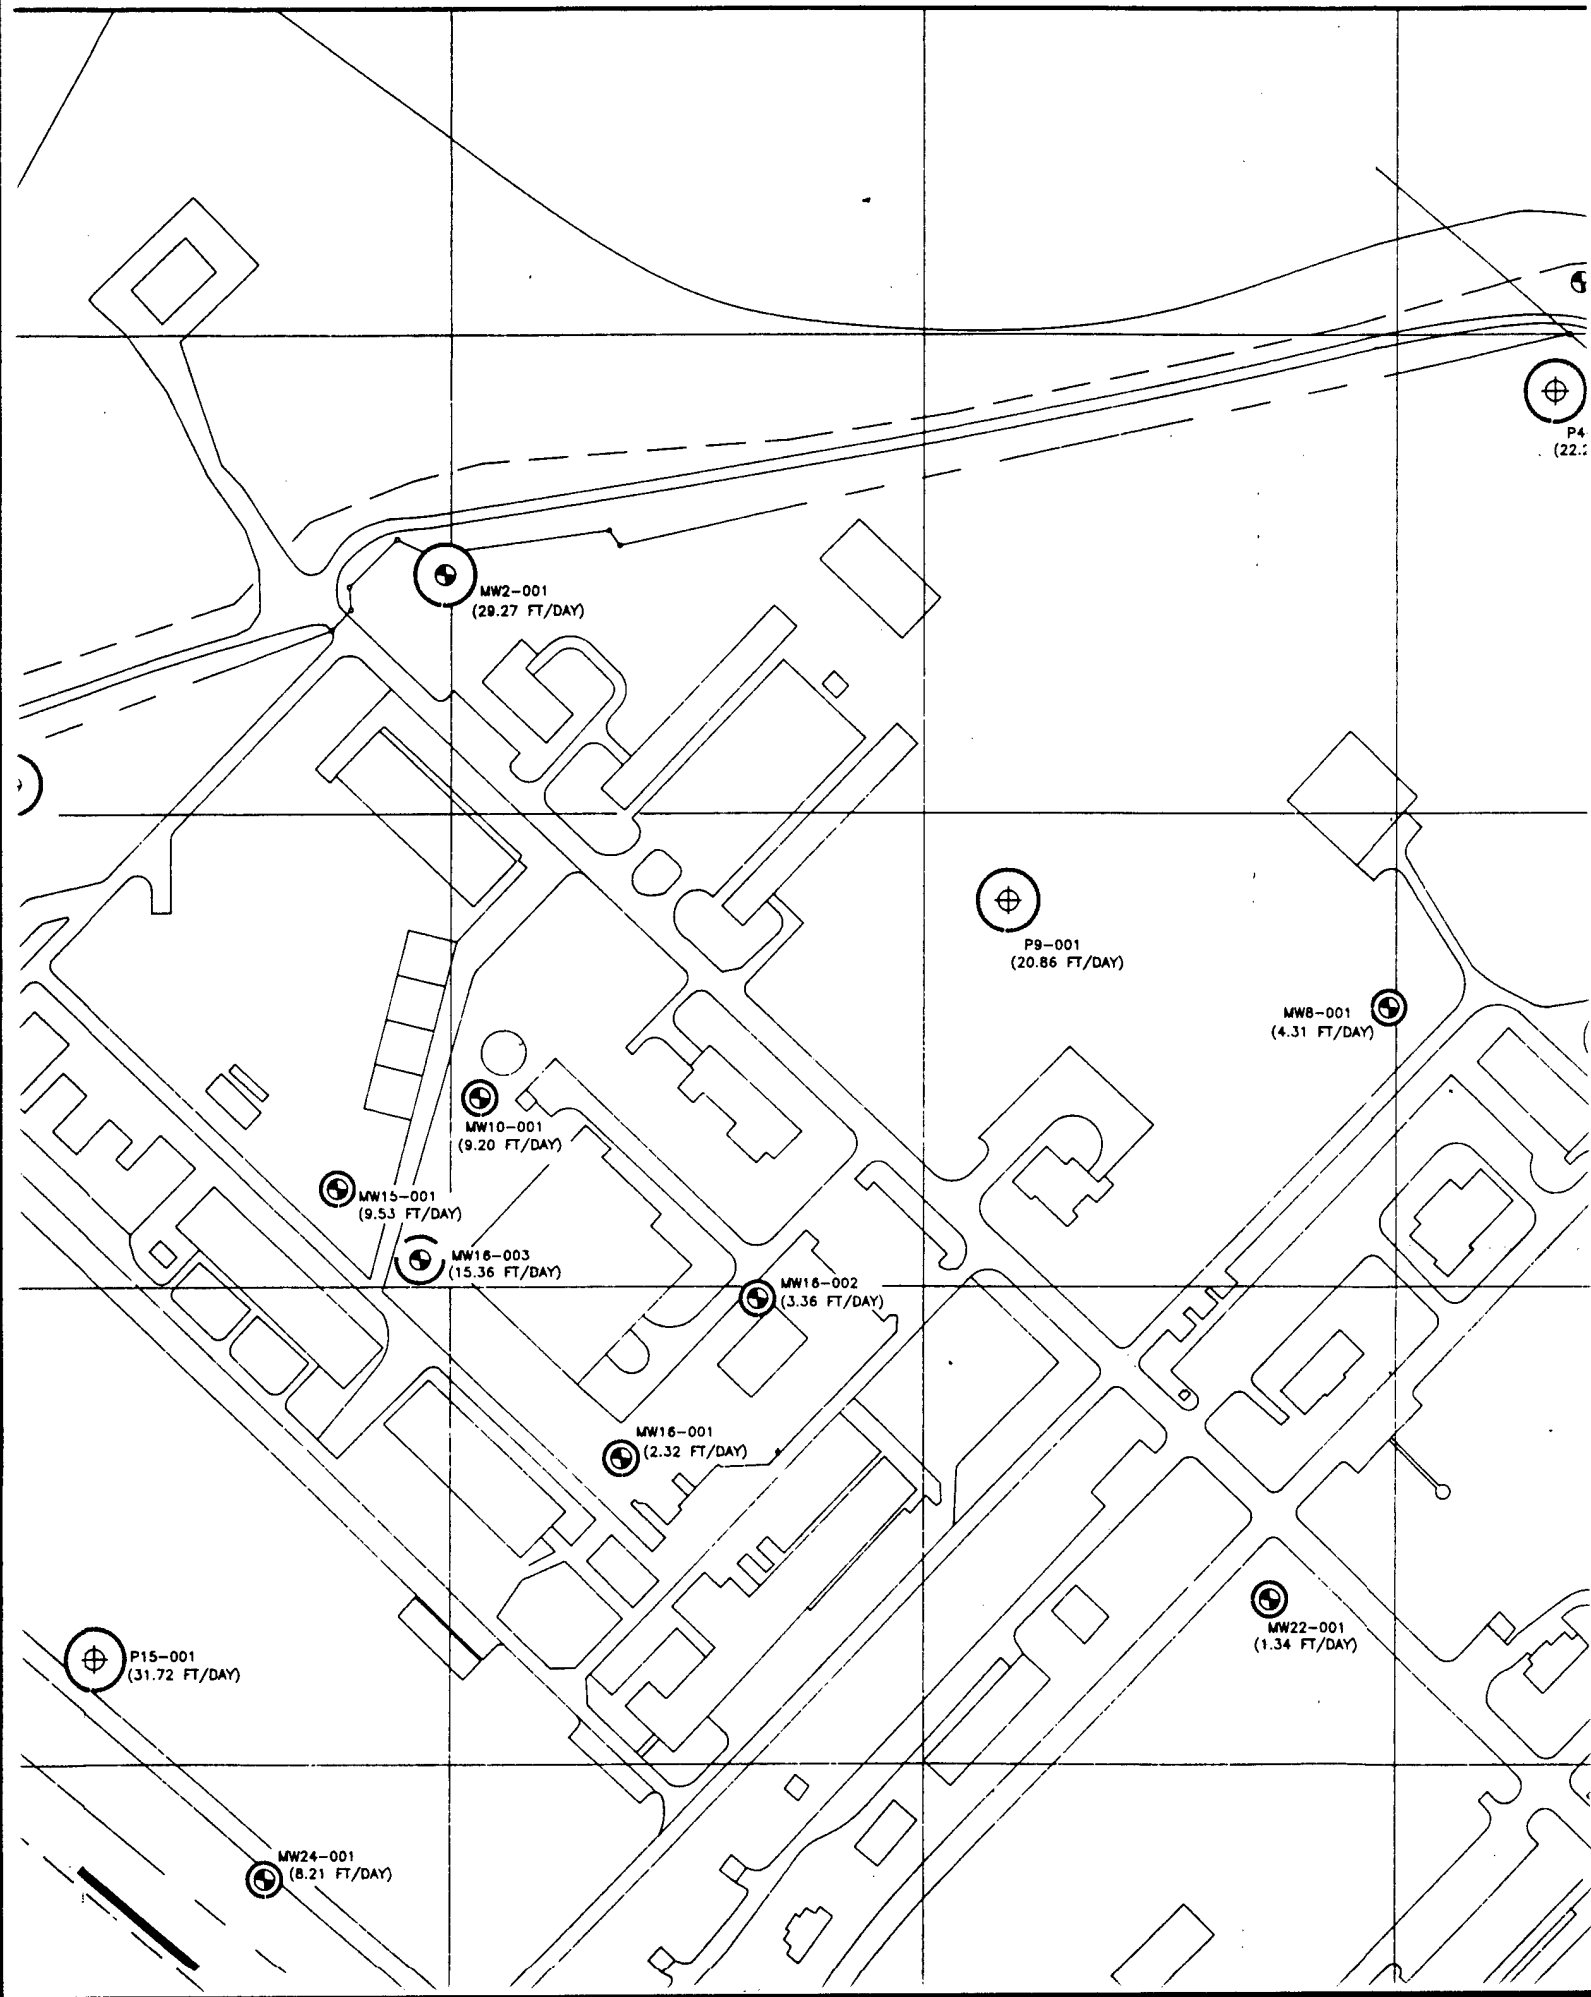 P4
(22.2
MW2-001
(29.27 FT/DAY)
P9-001
(20.86 FT/DAY)
MW8-001
(4.31 FT/DAY)
MW10-001
(9.20 FT/DAY)
MW15-001
(9.53 FT/DAY)
MW16-003
(15.36 FT/DAY)
MW16-002
(3.36 FT/DAY)
MW16-001
(2.32 FT/DAY)
MW22-001
(1.34 FT/DAY)
P15-001
(31.72 FT/DAY)
MW24-001
(8.21 FT/DAY)